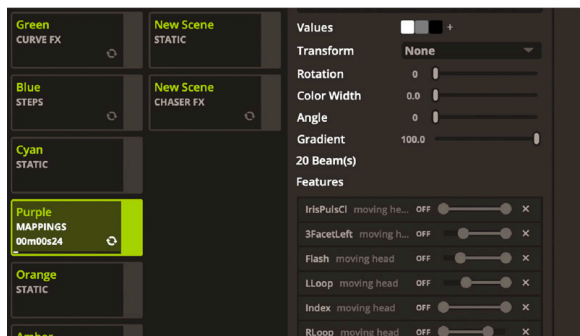 Green
CURVE FX
New Scene
STATIC
Blue
STEPS
New Scene
CHASER FX
Cyan
STATIC
Purple
MAPPINGS
00m00s24
Orange
STATIC
Amber
Values +
Transform None
Rotation 0
Color Width 0.0
Angle 0
Gradient 100.0
20 Beam(s)
Features
IrisPulsCl moving he... OFF ×
3FacetLeft moving h... OFF ×
Flash moving head OFF ×
LLoop moving head OFF ×
Index moving head OFF ×
RLoop moving head OFF ×